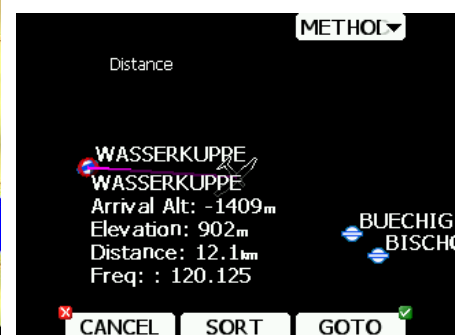 METHOD
Distance
WASSERKUPPE
WASSERKUPPE
Arrival Alt: -1409m
Elevation: 902m
Distance: 12.1km
Freq: : 120.125
BUECHIG
BISCHO
CANCEL SORT GOTO